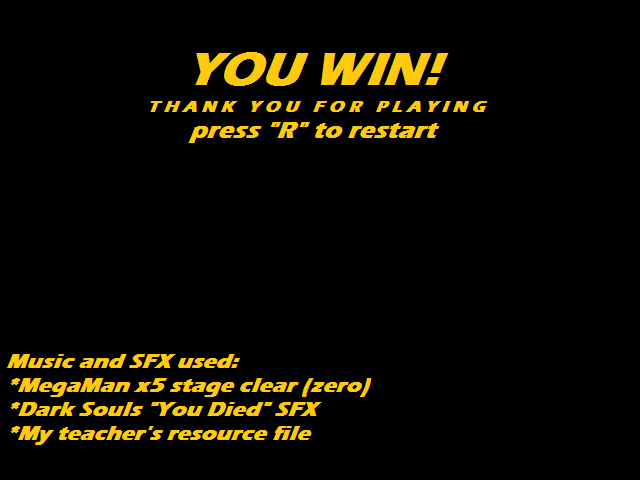 YOU WIN!
THANK YOU FOR PLAYING
press "R" to restart
Music and SFX used:
*MegaMan x5 stage clear (zero)
*Dark Souls "You Died" SFX
*My teacher's resource file